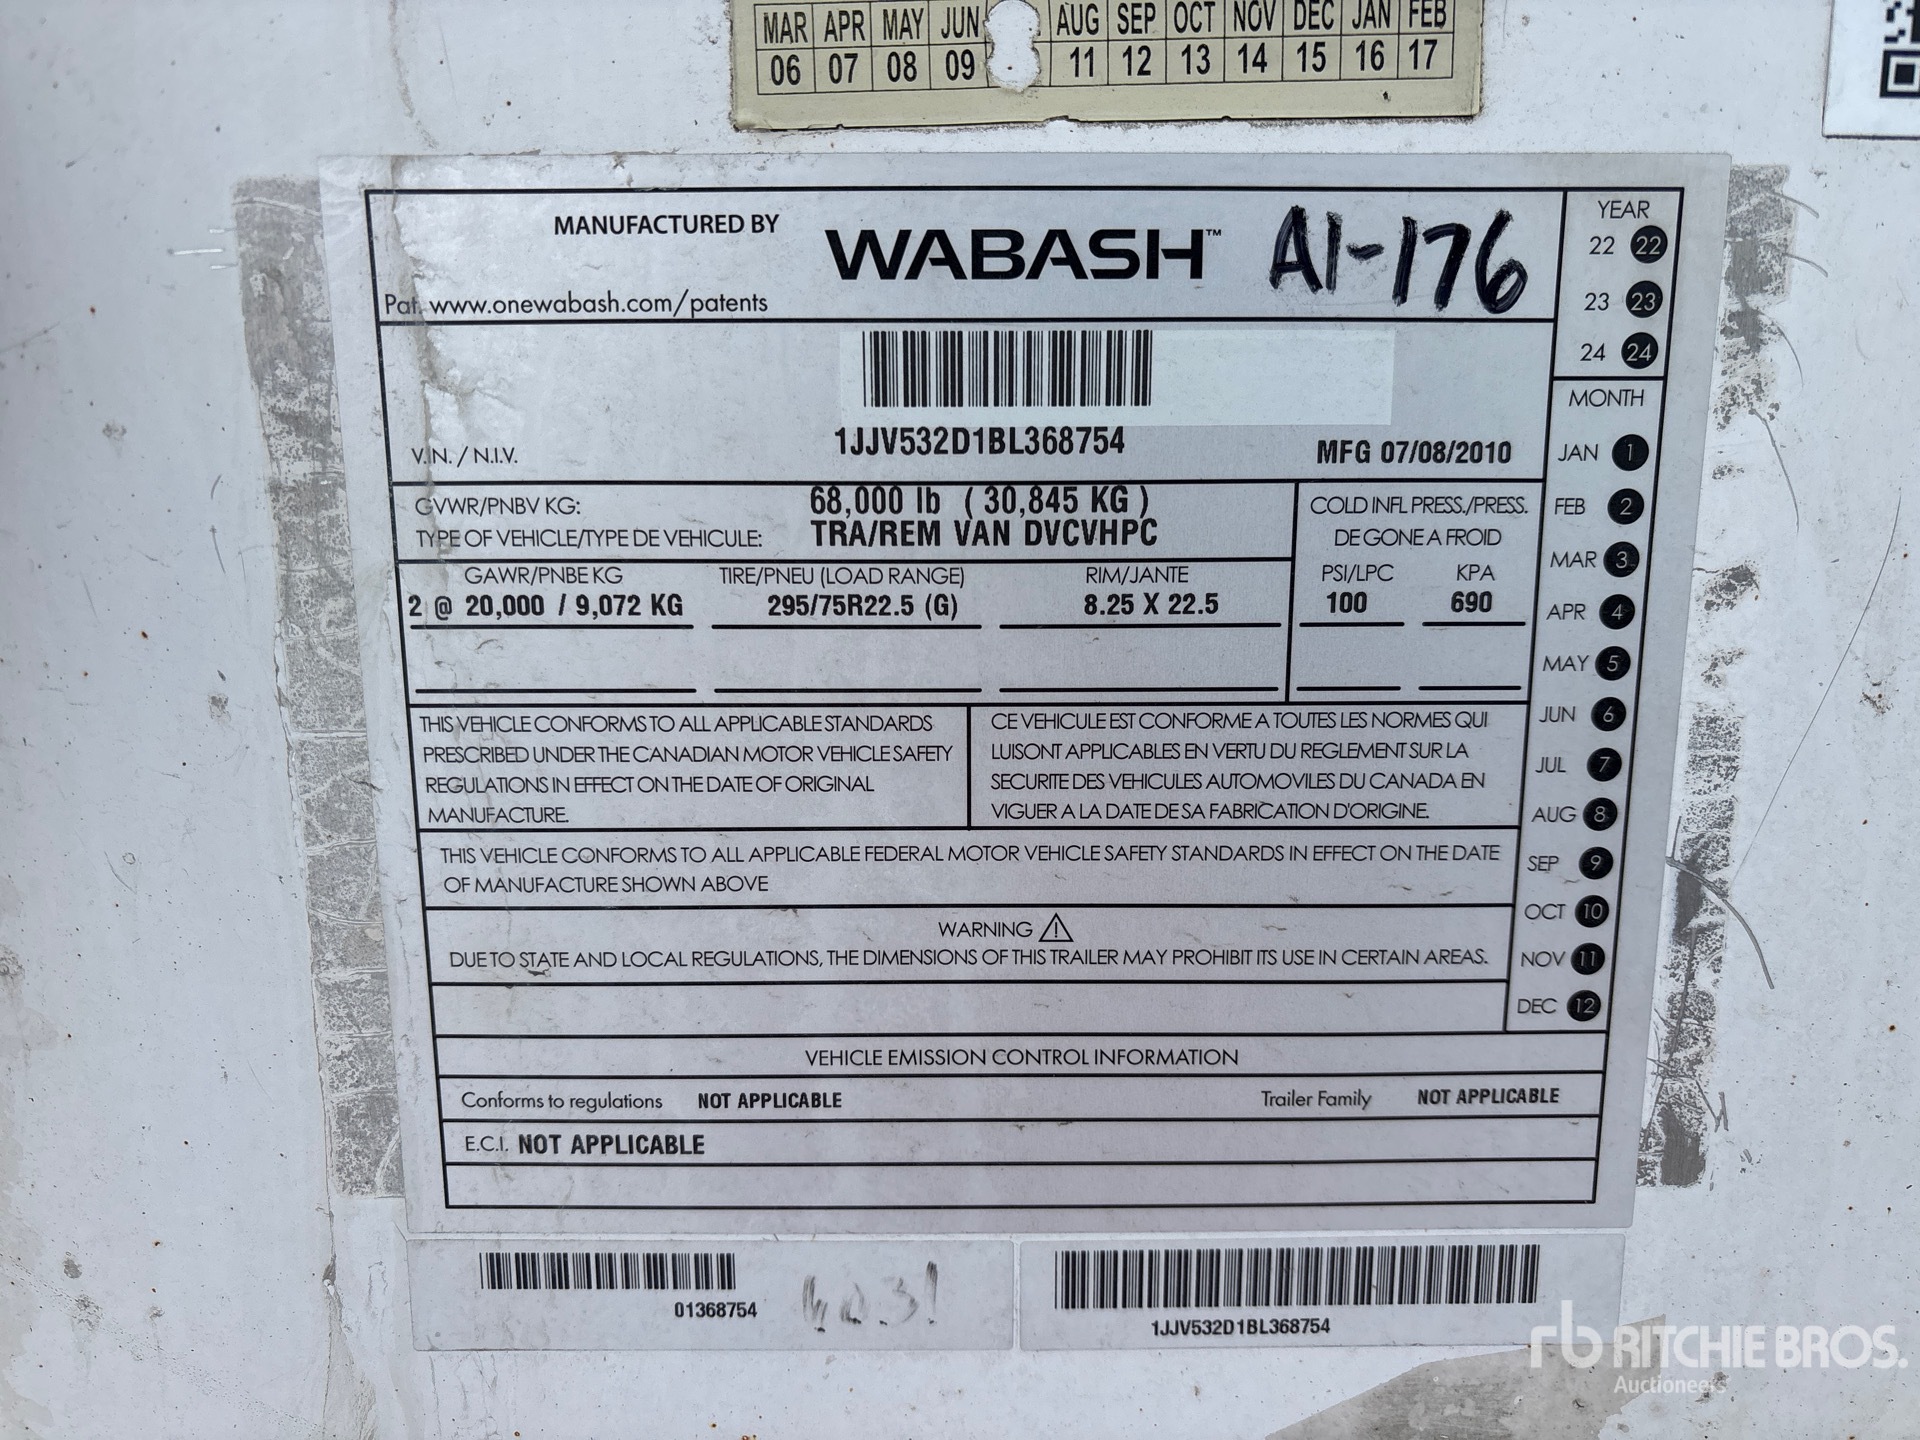 MAR APR MAY JUN AUG SEP OCT NOV DEC JAN FEB
06 07 08 09 11 12 13 14 15 16 17
MANUFACTURED BY
WABASH™
A1-176
Pat. www.onewabash.com/patents
YEAR
22 22
23 23
24 24
MONTH
JAN 1
FEB 2
MAR 3
APR 4
MAY 5
JUN 6
JUL 7
AUG 8
SEP 9
OCT 10
NOV 11
DEC 12
V.I.N. / N.I.V.
1JJV532D1BL368754
MFG 07/08/2010
GVWR/PNBV KG: 68,000 lb ( 30,845 KG )
TYPE OF VEHICLE/TYPE DE VEHICULE: TRA/REM VAN DVCVHPC
COLD INFL PRESS./PRESS.
DE GONE A FROID
GAWR/PNBE KG TIRE/PNEU (LOAD RANGE) RIM/JANTE PSI/LPC KPA
2 @ 20,000 / 9,072 KG 295/75R22.5 (G) 8.25 X 22.5 100 690
THIS VEHICLE CONFORMS TO ALL APPLICABLE STANDARDS
PRESCRIBED UNDER THE CANADIAN MOTOR VEHICLE SAFETY
REGULATIONS IN EFFECT ON THE DATE OF ORIGINAL
MANUFACTURE.
CE VEHICULE EST CONFORME A TOUTES LES NORMES QUI
LUISONT APPLICABLES EN VERTU DU REGLEMENT SUR LA
SECURITE DES VEHICULES AUTOMOVILES DU CANADA EN
VIGUER A LA DATE DE SA FABRICATION D'ORIGINE.
THIS VEHICLE CONFORMS TO ALL APPLICABLE FEDERAL MOTOR VEHICLE SAFETY STANDARDS IN EFFECT ON THE DATE
OF MANUFACTURE SHOWN ABOVE
WARNING
DUE TO STATE AND LOCAL REGULATIONS, THE DIMENSIONS OF THIS TRAILER MAY PROHIBIT ITS USE IN CERTAIN AREAS.
VEHICLE EMISSION CONTROL INFORMATION
Conforms to regulations NOT APPLICABLE Trailer Family NOT APPLICABLE
E.C.I. NOT APPLICABLE
01368754
1JJV532D1BL368754
rb RITCHIE BROS.
Auctioneers